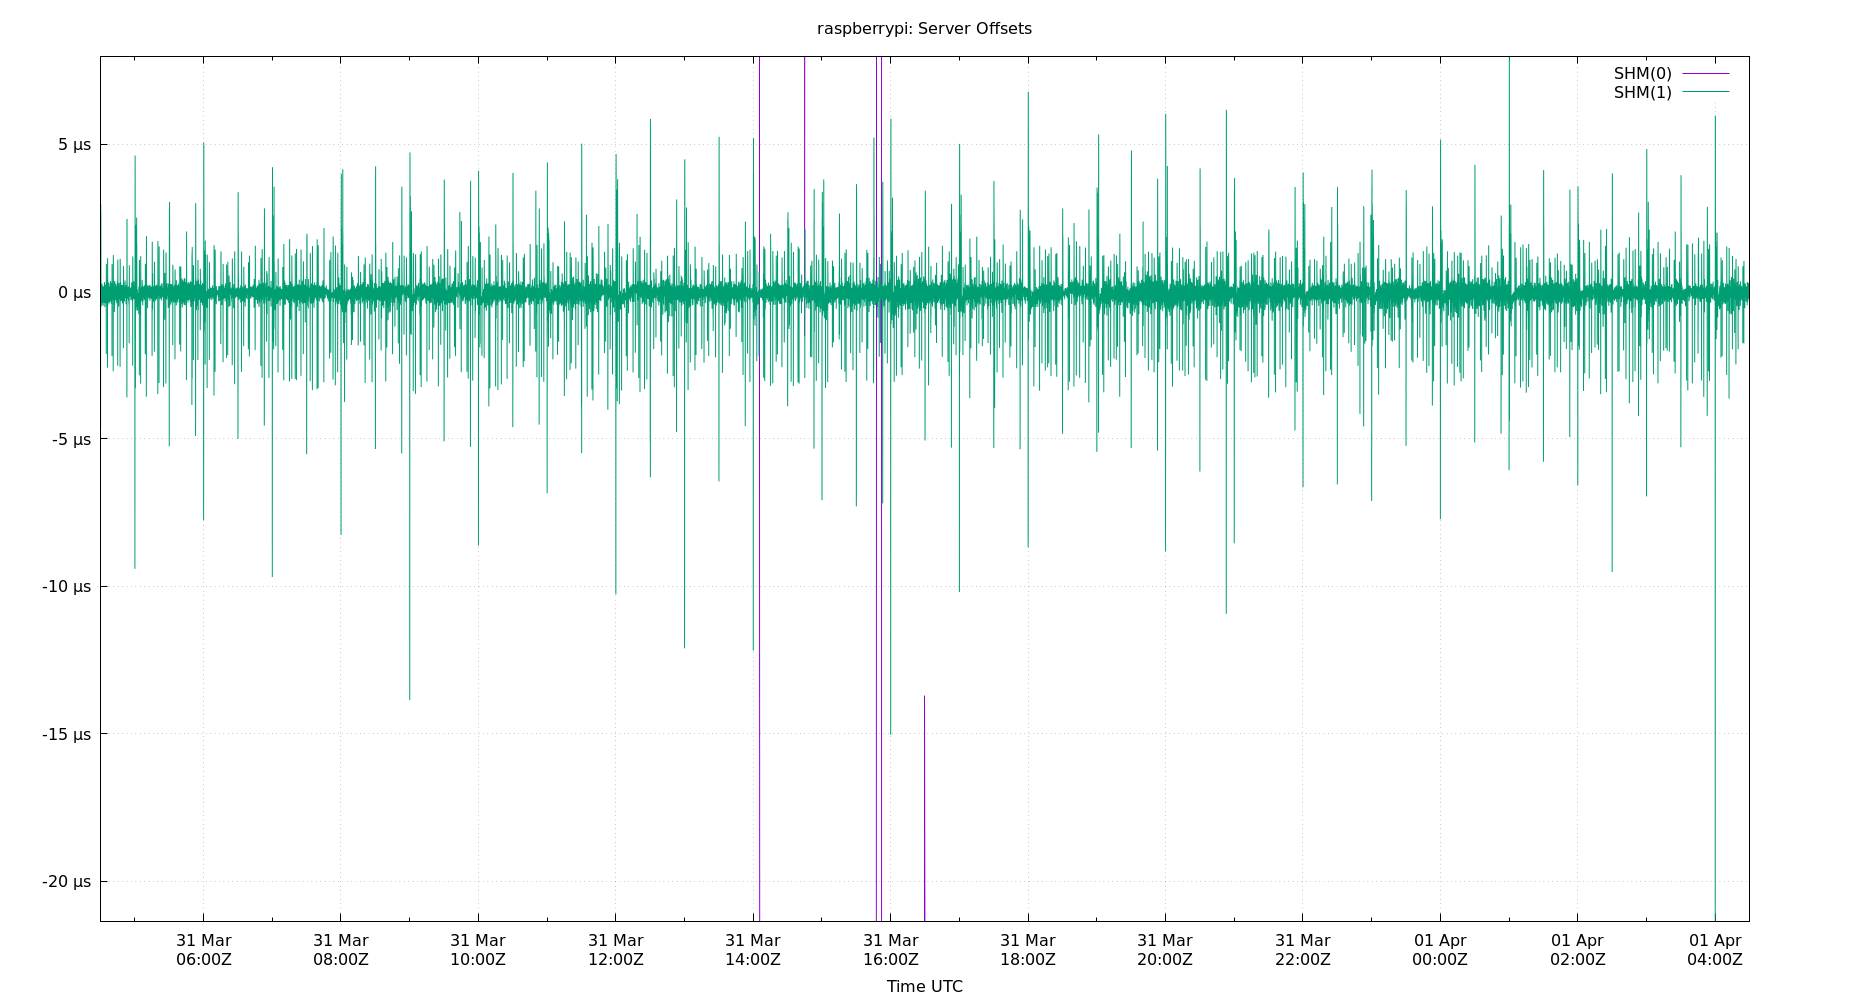 raspberrypi: Server Offsets
SHM(0)
SHM(1)
5 µs
0 µs
-5 µs
-10 µs
-15 µs
-20 µs
31 Mar 31 Mar 31 Mar 31 Mar 31 Mar 31 Mar 31 Mar 31 Mar 31 Mar 01 Apr 01 Apr 01 Apr
06:00Z 08:00Z 10:00Z 12:00Z 14:00Z 16:00Z 18:00Z 20:00Z 22:00Z 00:00Z 02:00Z 04:00Z
Time UTC